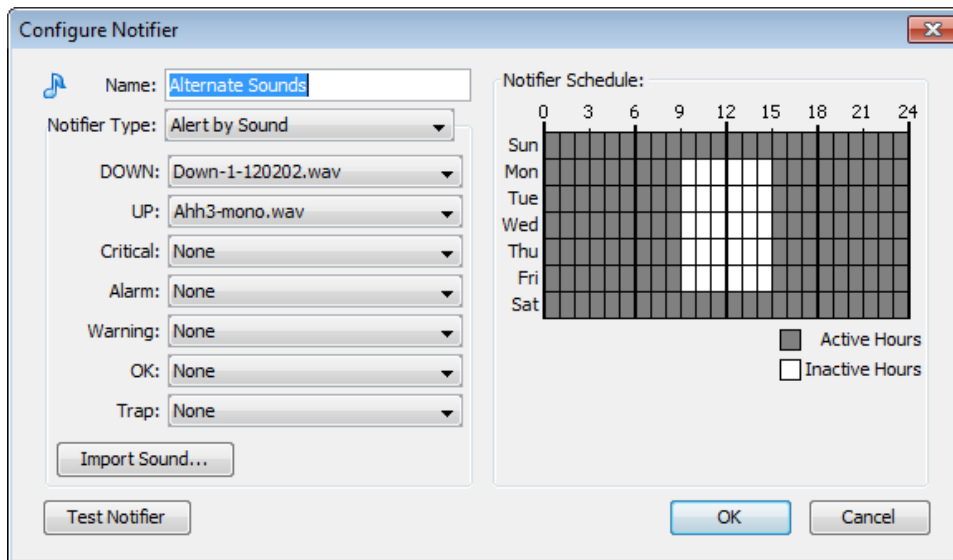 Configure Notifier
Name: Alternate Sounds
Notifier Type: Alert by Sound
DOWN: Down-1-120202.wav
UP: Ahh3-mono.wav
Critical: None
Alarm: None
Warning: None
OK: None
Trap: None
Import Sound...
Test Notifier
Notifier Schedule:
0 3 6 9 12 15 18 21 24
Sun
Mon
Tue
Wed
Thu
Fri
Sat
Active Hours
Inactive Hours
OK Cancel